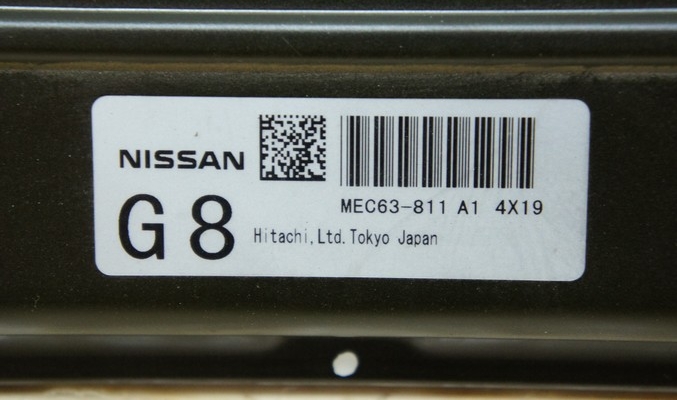 NISSAN
MEC63-811 A1 4X19
G8
Hitachi,Ltd.Tokyo Japan